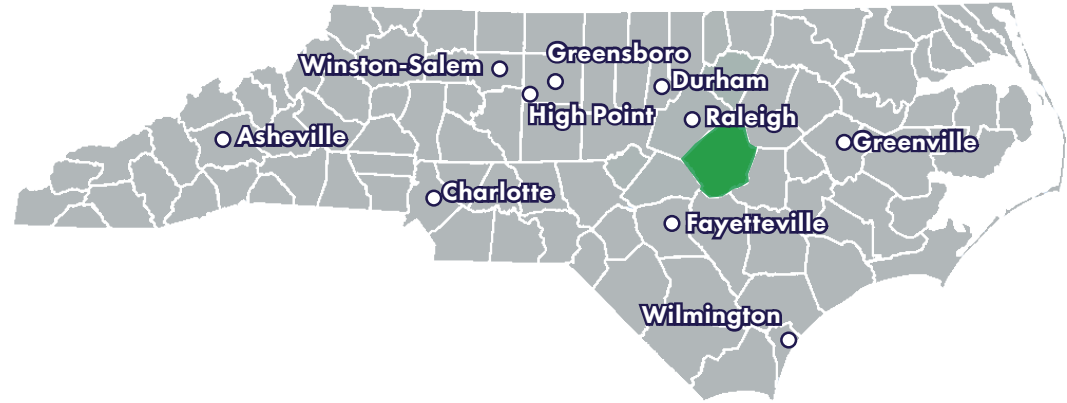 Greensboro
Winston-Salem
Durham
High Point
Raleigh
Asheville
Greenville
Charlotte
Fayetteville
Wilmington